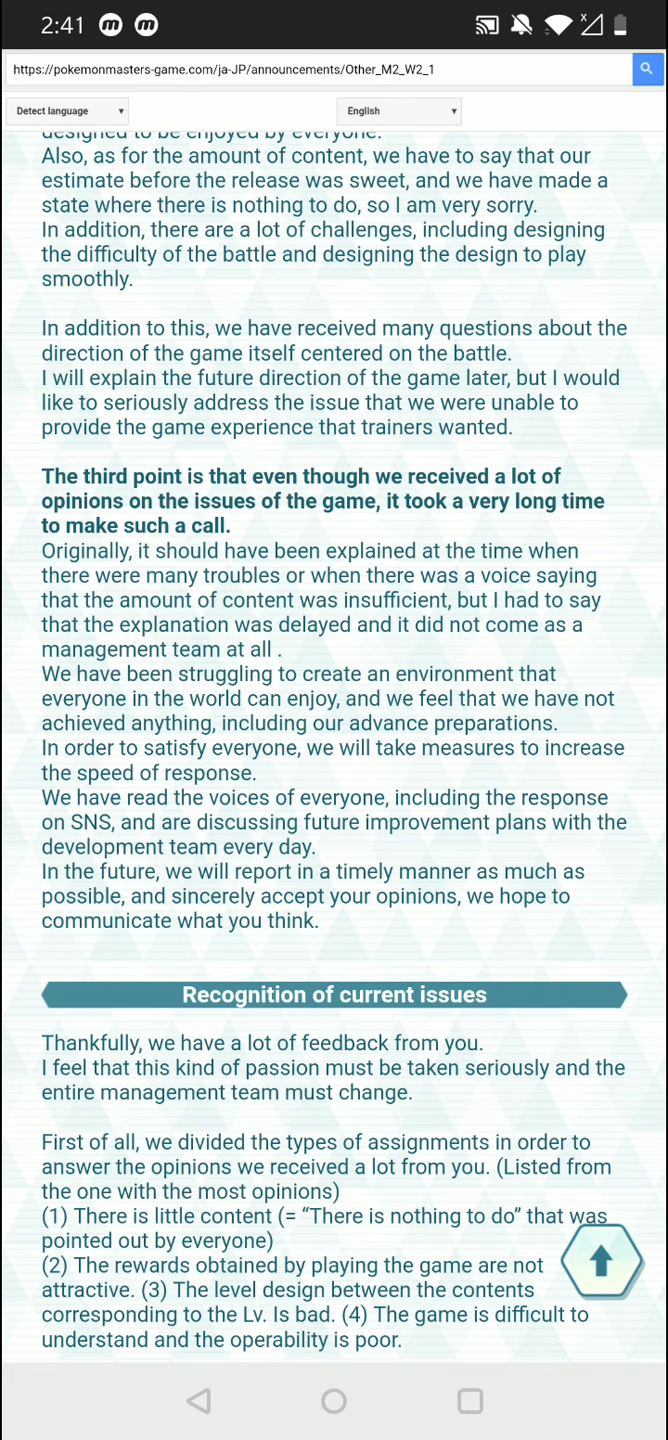 2:41
https://pokemonmasters-game.com/ja-JP/announcements/Other_M2_W2_1
Detect language
English
designed to be enjoyed by everyone.
Also, as for the amount of content, we have to say that our
estimate before the release was sweet, and we have made a
state where there is nothing to do, so I am very sorry.
In addition, there are a lot of challenges, including designing
the difficulty of the battle and designing the design to play
smoothly.
In addition to this, we have received many questions about the
direction of the game itself centered on the battle.
I will explain the future direction of the game later, but I would
like to seriously address the issue that we were unable to
provide the game experience that trainers wanted.
The third point is that even though we received a lot of
opinions on the issues of the game, it took a very long time
to make such a call.
Originally, it should have been explained at the time when
there were many troubles or when there was a voice saying
that the amount of content was insufficient, but I had to say
that the explanation was delayed and it did not come as a
management team at all .
We have been struggling to create an environment that
everyone in the world can enjoy, and we feel that we have not
achieved anything, including our advance preparations.
In order to satisfy everyone, we will take measures to increase
the speed of response.
We have read the voices of everyone, including the response
on SNS, and are discussing future improvement plans with the
development team every day.
In the future, we will report in a timely manner as much as
possible, and sincerely accept your opinions, we hope to
communicate what you think.
Recognition of current issues
Thankfully, we have a lot of feedback from you.
I feel that this kind of passion must be taken seriously and the
entire management team must change.
First of all, we divided the types of assignments in order to
answer the opinions we received a lot from you. (Listed from
the one with the most opinions)
(1) There is little content (= “There is nothing to do” that was
pointed out by everyone)
(2) The rewards obtained by playing the game are not
attractive. (3) The level design between the contents
corresponding to the Lv. Is bad. (4) The game is difficult to
understand and the operability is poor.